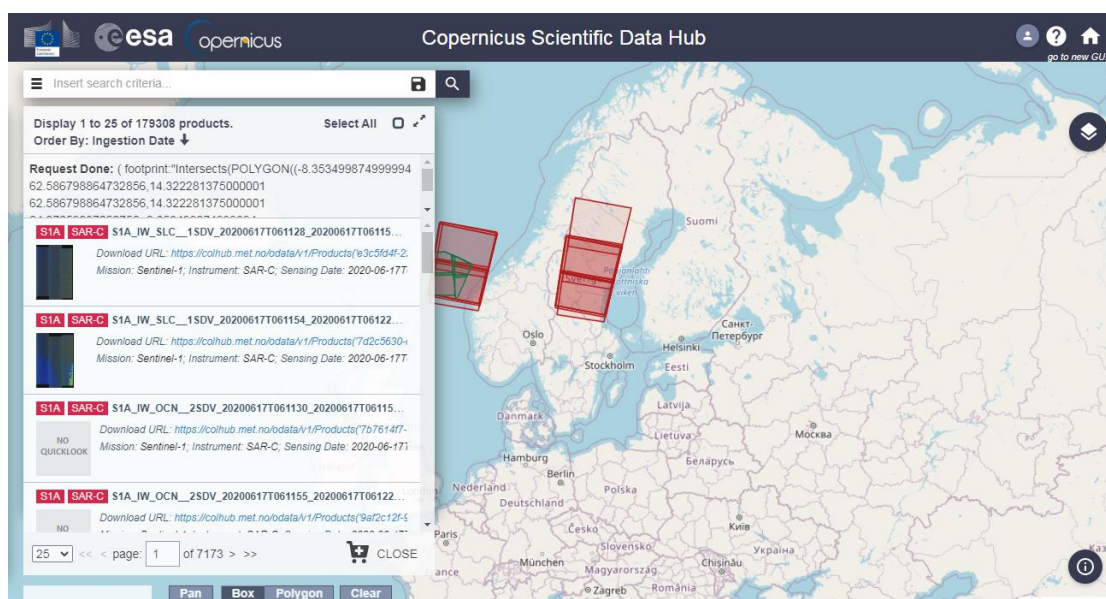 esa
opernicus
Copernicus Scientific Data Hub
go to new GU
Insert search criteria...
Display 1 to 25 of 179308 products.
Select All
Order By: Ingestion Date
Request Done: ( footprint:"Intersects(POLYGON((-8.353499874999994
62.586798864732856,14.322281375000001
62.586798864732856,14.322281375000001
S1A SAR-C S1A_IW_SLC__1SDV_20200617T061128_20200617T06115...
Download URL: https://colhub.met.no/odata/v1/Products('e3c5fd4f-2
Mission: Sentinel-1; Instrument: SAR-C; Sensing Date: 2020-06-17T
S1A SAR-C S1A_IW_SLC__1SDV_20200617T061154_20200617T06122...
Download URL: https://colhub.met.no/odata/v1/Products('7d2c5630-
Mission: Sentinel-1; Instrument: SAR-C; Sensing Date: 2020-06-17T
S1A SAR-C S1A_IW_OCN__2SDV_20200617T061130_20200617T06115...
Download URL: https://colhub.met.no/odata/v1/Products('7b7614f7-
Mission: Sentinel-1; Instrument: SAR-C; Sensing Date: 2020-06-17
NO
QUICKLOOK
S1A SAR-C S1A_IW_OCN__2SDV_20200617T061155_20200617T06122...
Download URL: https://colhub.met.no/odata/v1/Products('9af2c12f-9
NO
25 << < page: 1 of 7173 > >>
CLOSE
Pan Box Polygon Clear
Suomi
Sverige
viken
Oslo
Санкт-
Петербург
Helsinki
Stockholm
Eesti
Latvija
Danmark
Lietuva
Москва
Hamburg
Беларусь
Berlin
Nederland
Polska
Deutschland
Paris
Česko
Київ
Slovensko
Україна
München
Chișinău
Magyarország
Zagreb
România